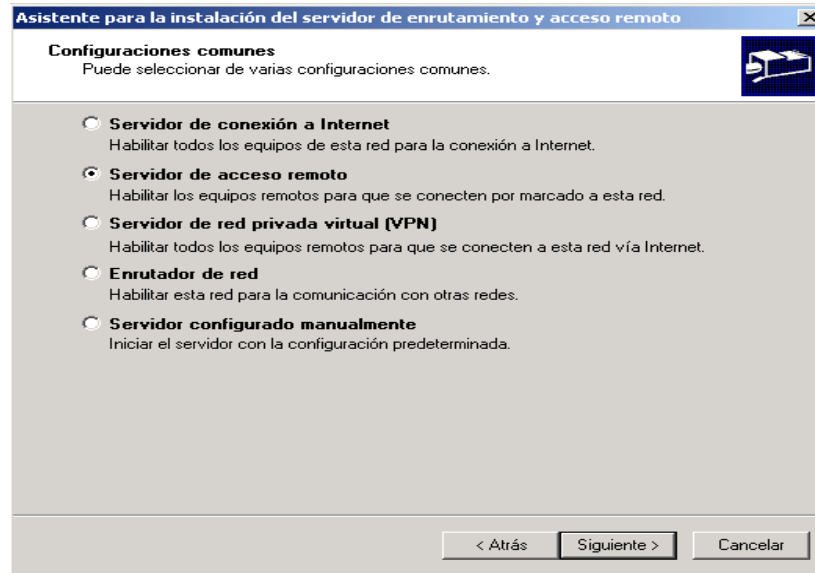 Asistente para la instalación del servidor de enrutamiento y acceso remoto
Configuraciones comunes
Puede seleccionar de varias configuraciones comunes.
Servidor de conexión a Internet
Habilitar todos los equipos de esta red para la conexión a Internet.
Servidor de acceso remoto
Habilitar los equipos remotos para que se conecten por marcado a esta red.
Servidor de red privada virtual (VPN)
Habilitar todos los equipos remotos para que se conecten a esta red vía Internet.
Enrutador de red
Habilitar esta red para la comunicación con otras redes.
Servidor configurado manualmente
Iniciar el servidor con la configuración predeterminada.
< Atrás Siguiente > Cancelar